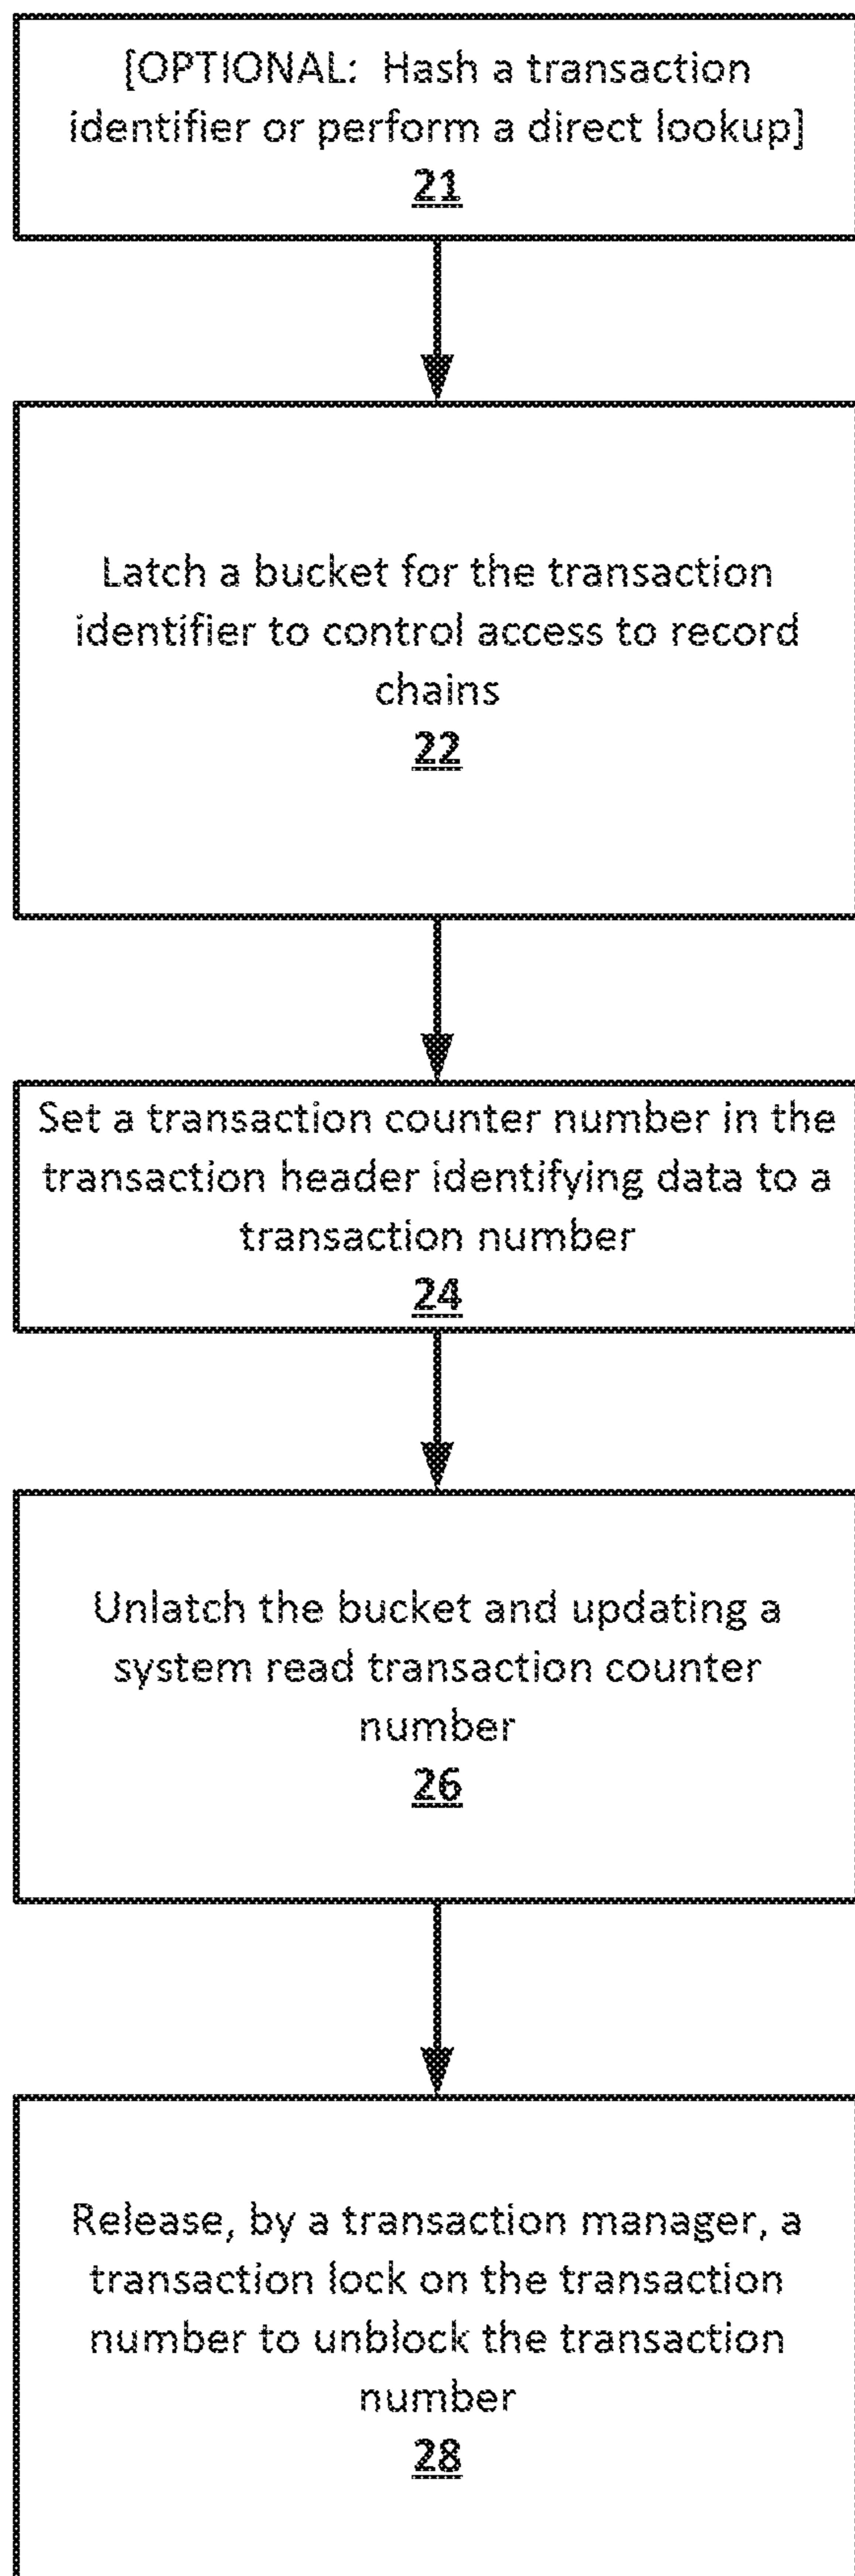 [OPTIONAL: Hash a transaction
identifier or perform a direct lookup]
21
Latch a bucket for the transaction
identifier to control access to record
chains
22
Set a transaction counter number in the
transaction header identifying data to a
transaction number
24
Unlatch the bucket and updating a
system read transaction counter
number
26
Release, by a transaction manager, a
transaction lock on the transaction
number to unblock the transaction
number
28